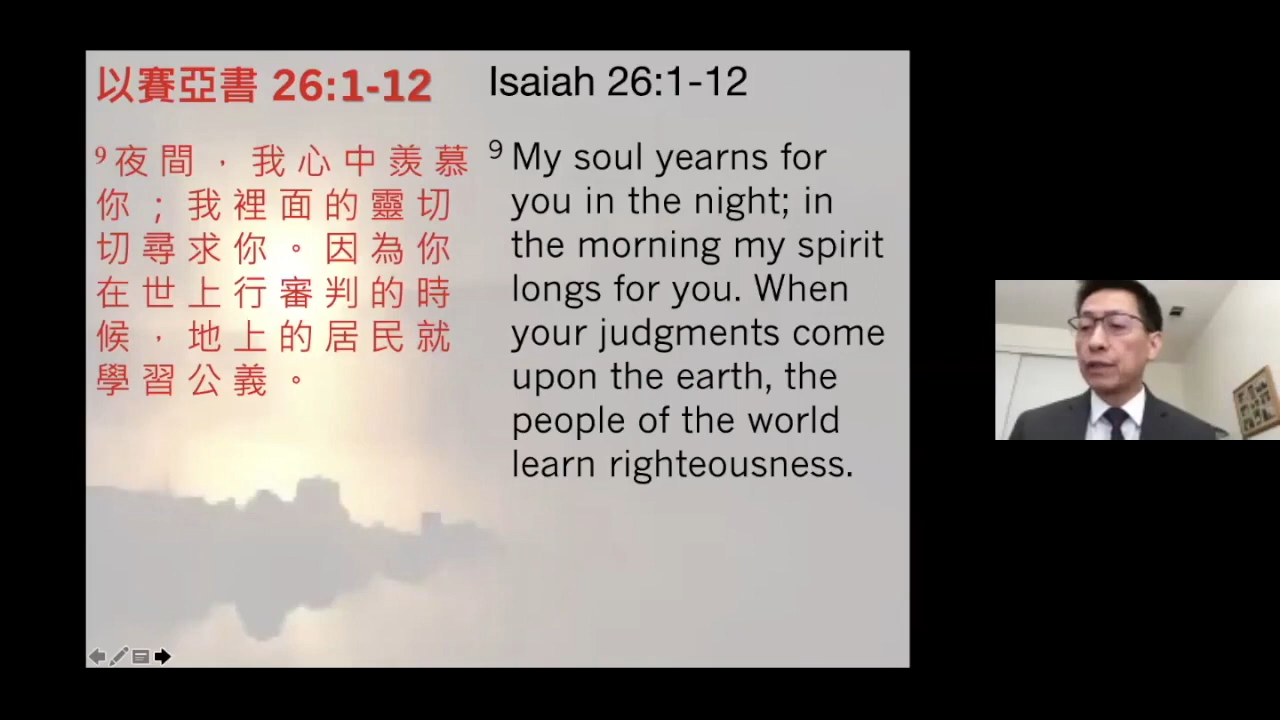 以賽亞書 26:1-12
9夜間，我心中羨慕
你；我裡面的靈切
切尋求你。因為你
在世上行審判的時
候，地上的居民就
學習公義。
Isaiah 26:1-12
9 My soul yearns for
you in the night; in
the morning my spirit
longs for you. When
your judgments come
upon the earth, the
people of the world
learn righteousness.